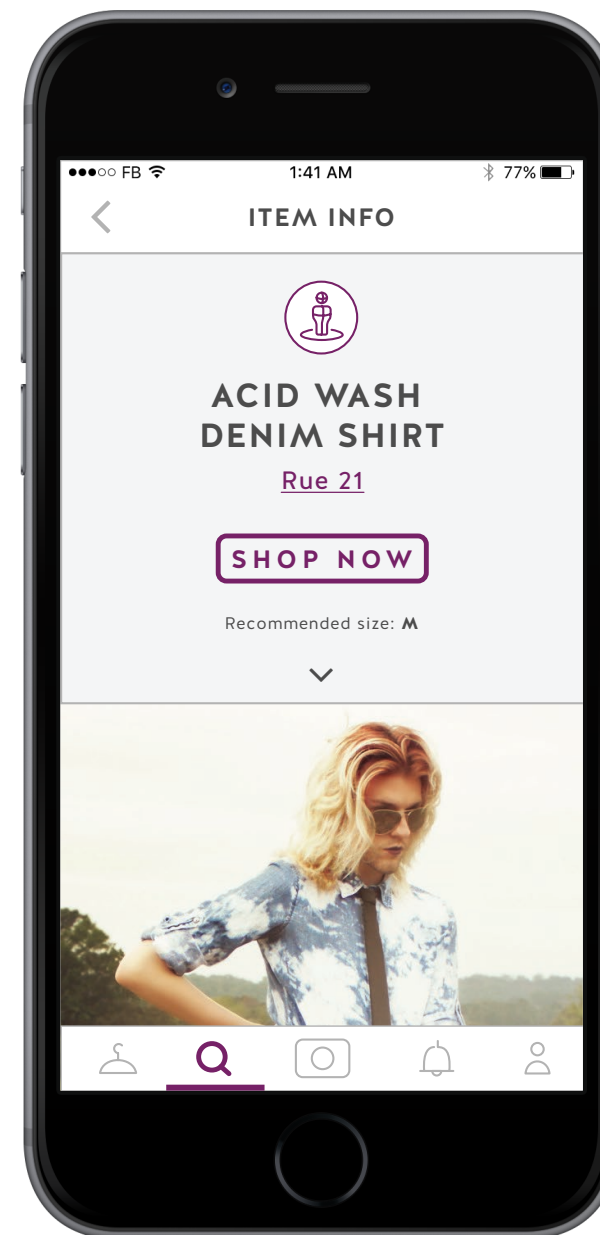 FB 1:41 AM 77%
ITEM INFO
ACID WASH
DENIM SHIRT
Rue 21
SHOP NOW
Recommended size: M